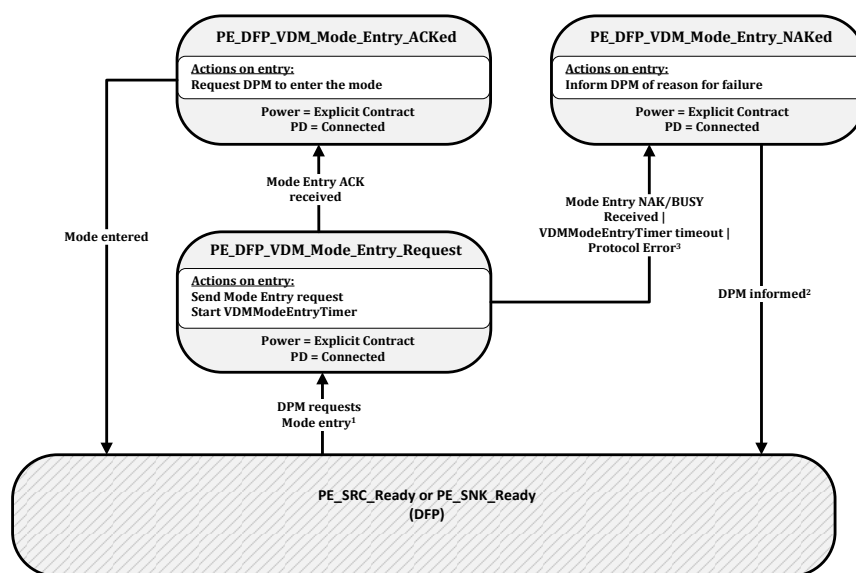 PE_DFP_VDM_Mode_Entry_ACKed
Actions on entry:
Request DPM to enter the mode
Power = Explicit Contract
PD = Connected
PE_DFP_VDM_Mode_Entry_NAKed
Actions on entry:
Inform DPM of reason for failure
Power = Explicit Contract
PD = Connected
Mode Entry ACK
received
Mode Entry NAK/BUSY
Received |
VDMModeEntryTimer timeout |
Protocol Error³
Mode entered
PE_DFP_VDM_Mode_Entry_Request
Actions on entry:
Send Mode Entry request
Start VDMModeEntryTimer
Power = Explicit Contract
PD = Connected
DPM informed²
DPM requests
Mode entry¹
PE_SRC_Ready or PE_SNK_Ready
(DFP)